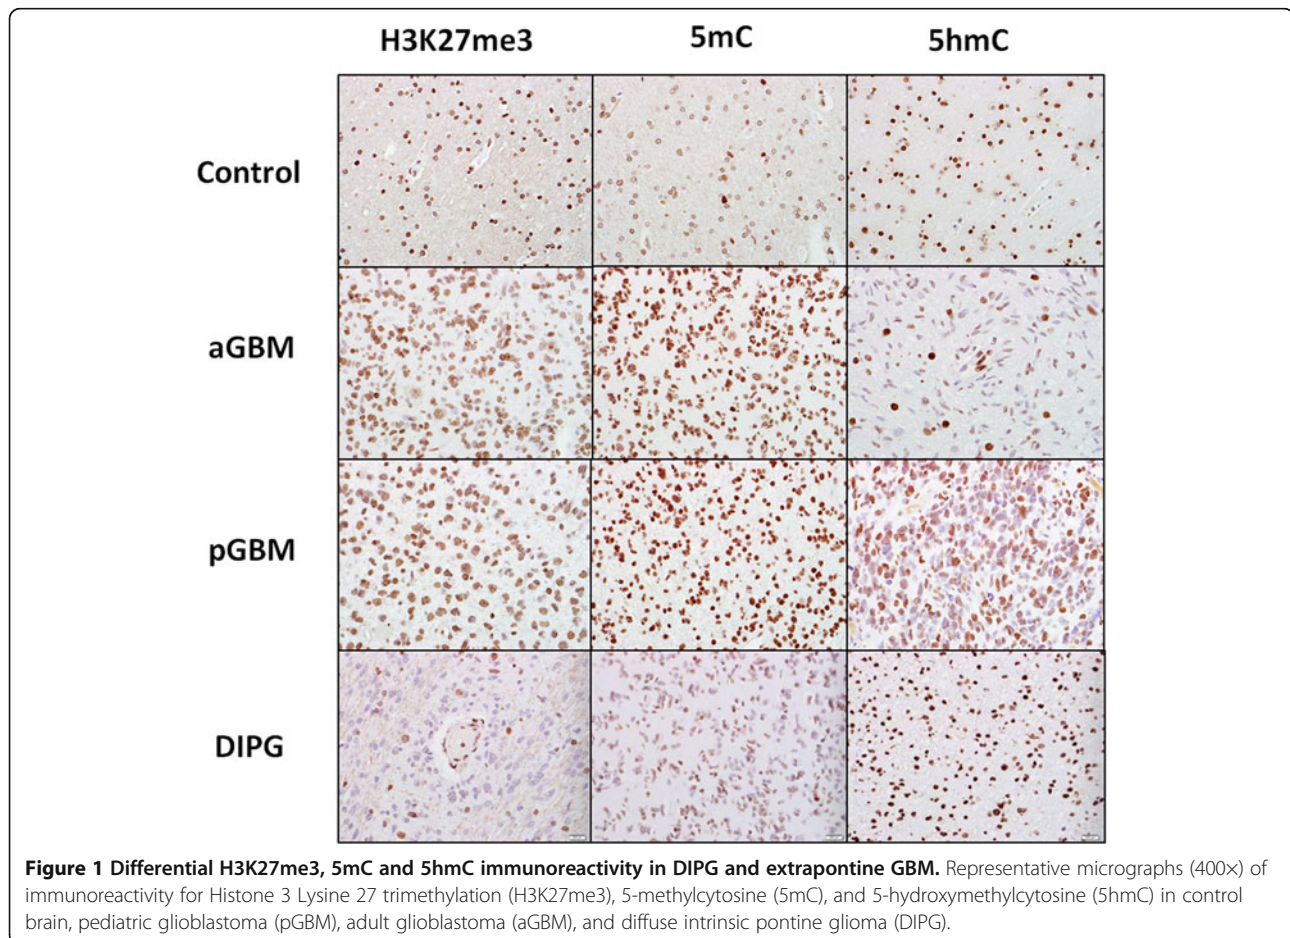 H3K27me3 5mC 5hmC
Control
aGBM
pGBM
DIPG
Figure 1 Differential H3K27me3, 5mC and 5hmC immunoreactivity in DIPG and extrapontine GBM. Representative micrographs (400×) of
immunoreactivity for Histone 3 Lysine 27 trimethylation (H3K27me3), 5-methylcytosine (5mC), and 5-hydroxymethylcytosine (5hmC) in control
brain, pediatric glioblastoma (pGBM), adult glioblastoma (aGBM), and diffuse intrinsic pontine glioma (DIPG).